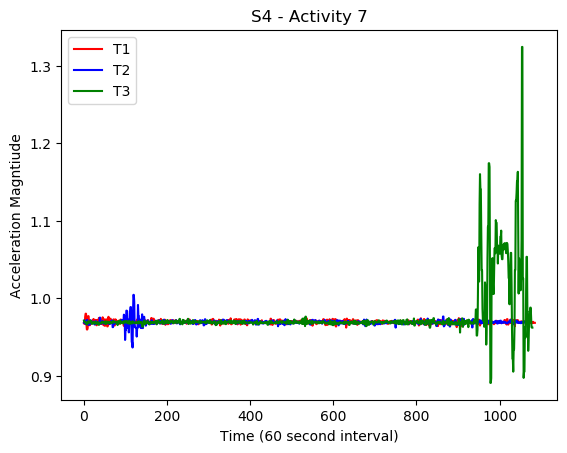 S4 - Activity 7
T1
T2
T3
Acceleration Magntiude
1.3
1.2
1.1
1.0
0.9
0
200
400
600
800
1000
Time (60 second interval)